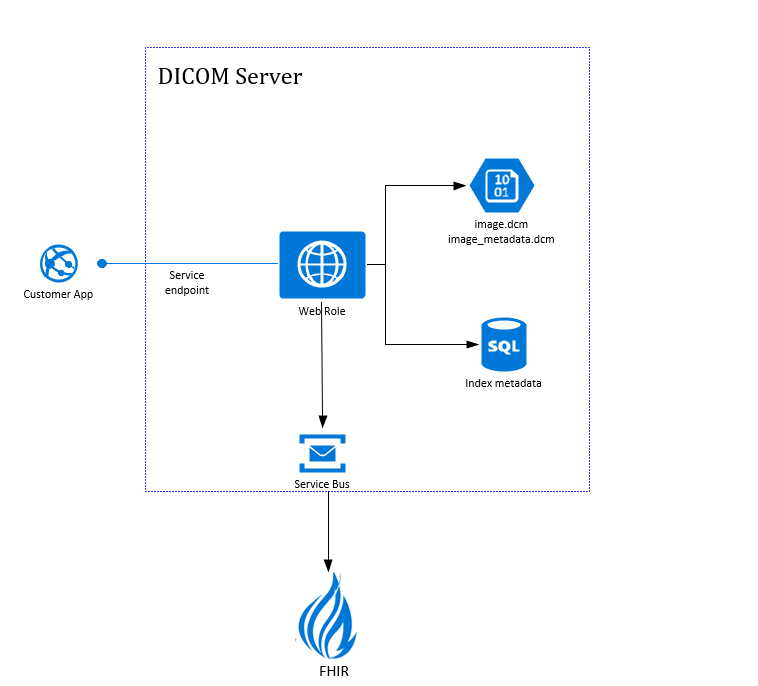 DICOM Server
10
01
image.dcm
image_metadata.dcm
Customer App
Service
endpoint
Web Role
SQL
Index metadata
Service Bus
FHIR